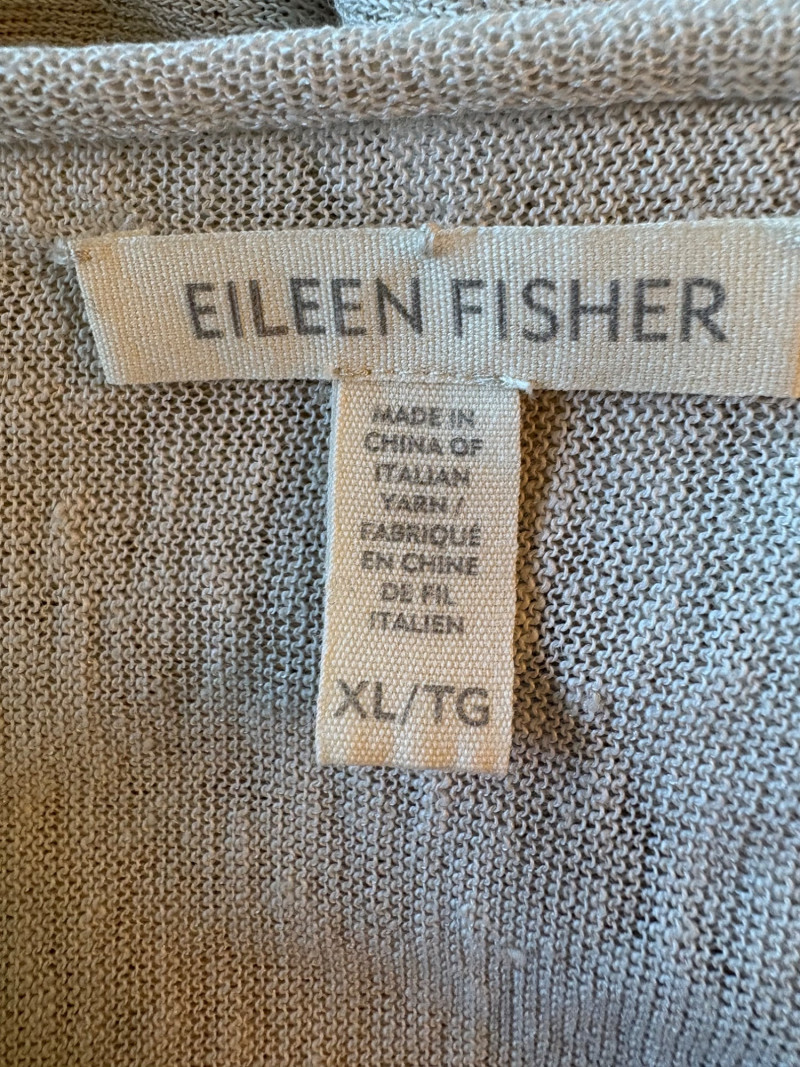 EILEEN FISHER
MADE IN
CHINA OF
ITALIAN
YARN /
FABRIQUÉ
EN CHINE
DE FIL
ITALIEN
XL/TG